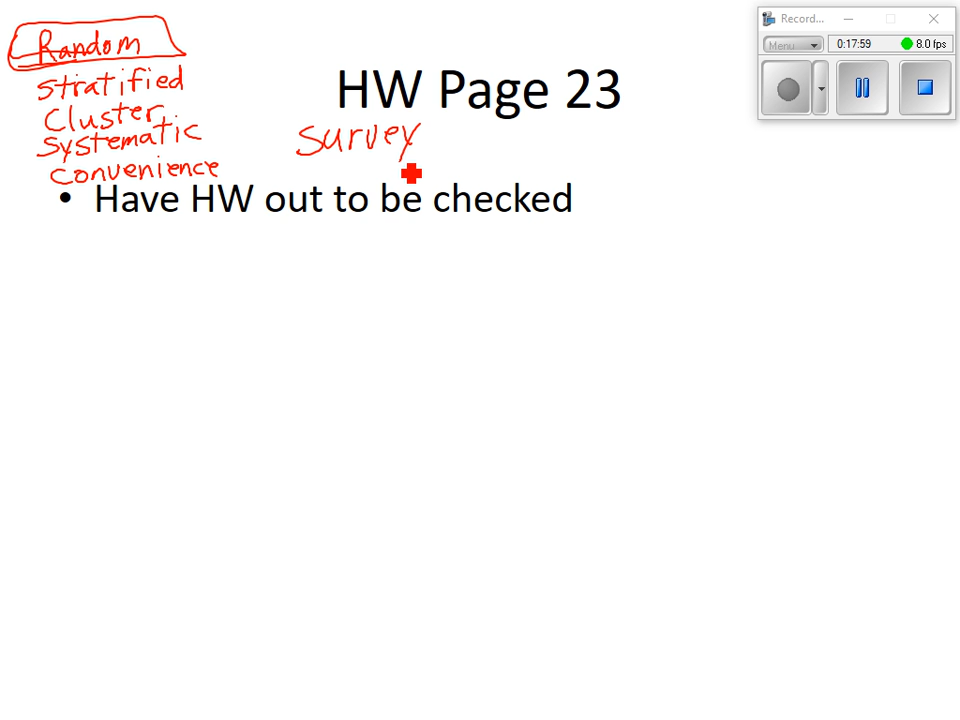 Random
Stratified
Cluster
Systematic
Convenience
HW Page 23
Survey
• Have HW out to be checked
Record...
Menu
0:17:59
8.0 fps